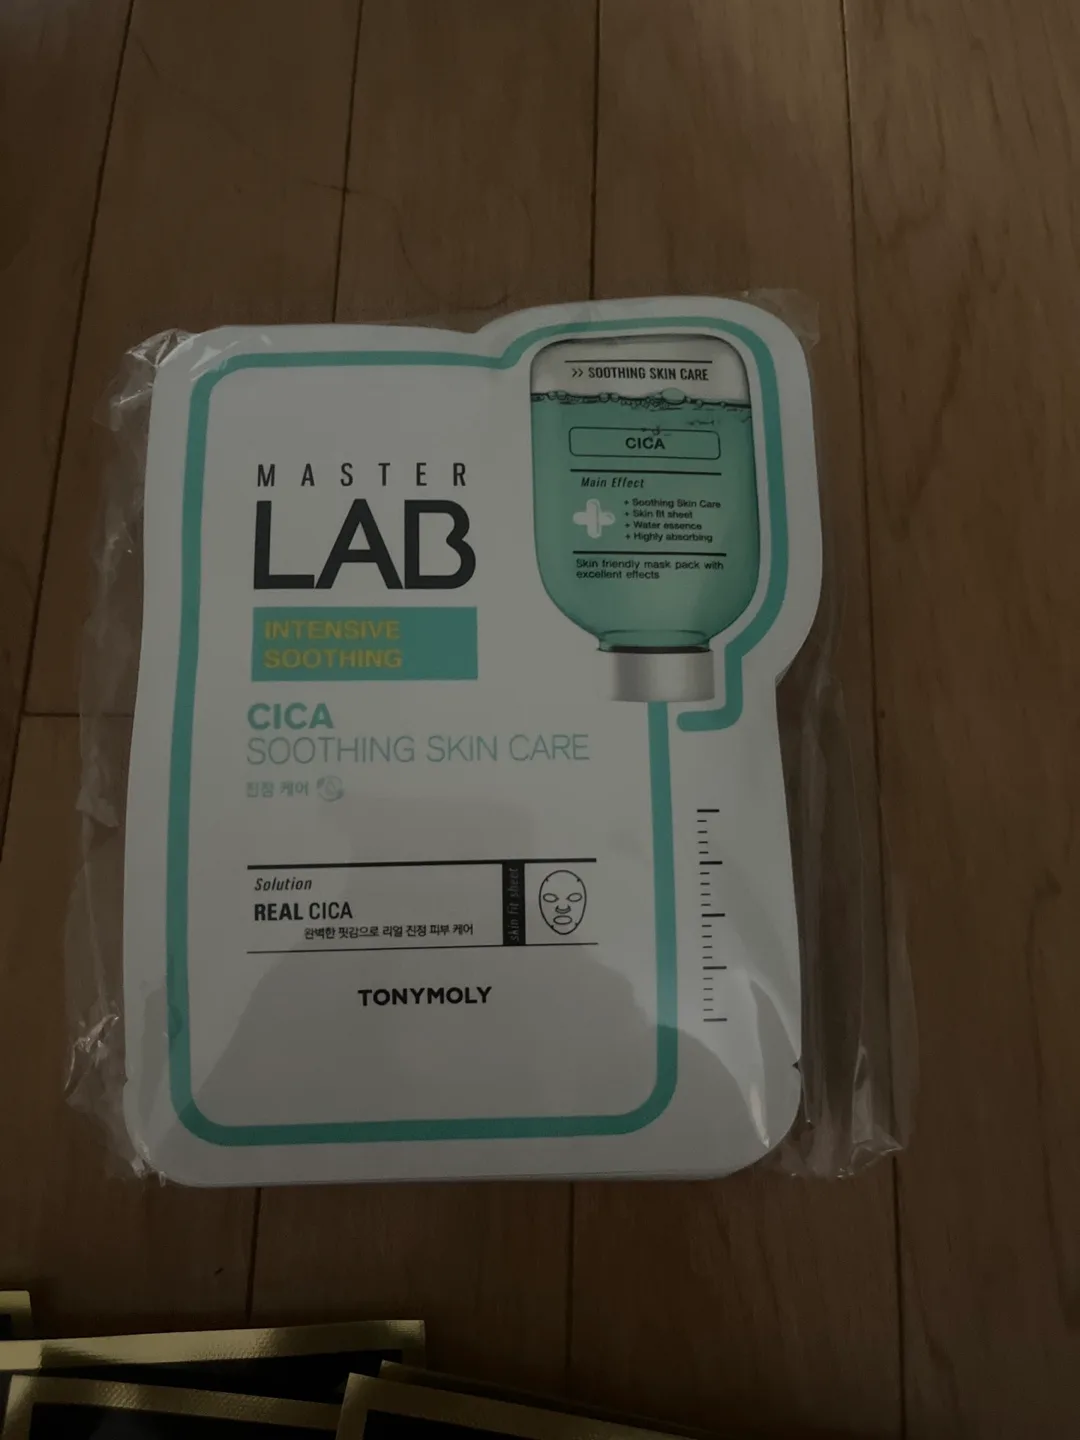 MASTER
LAB
INTENSIVE
SOOTHING
CICA
SOOTHING SKIN CARE
진정 케어
Solution
REAL CICA
완벽한 핏감으로 리얼 진정 피부 케어
skin fit sheet
TONYMOLY
>> SOOTHING SKIN CARE
CICA
Main Effect
+ Soothing Skin Care
+ Skin fit sheet
+ Water essence
+ Highly absorbing
Skin friendly mask pack with
excellent effects